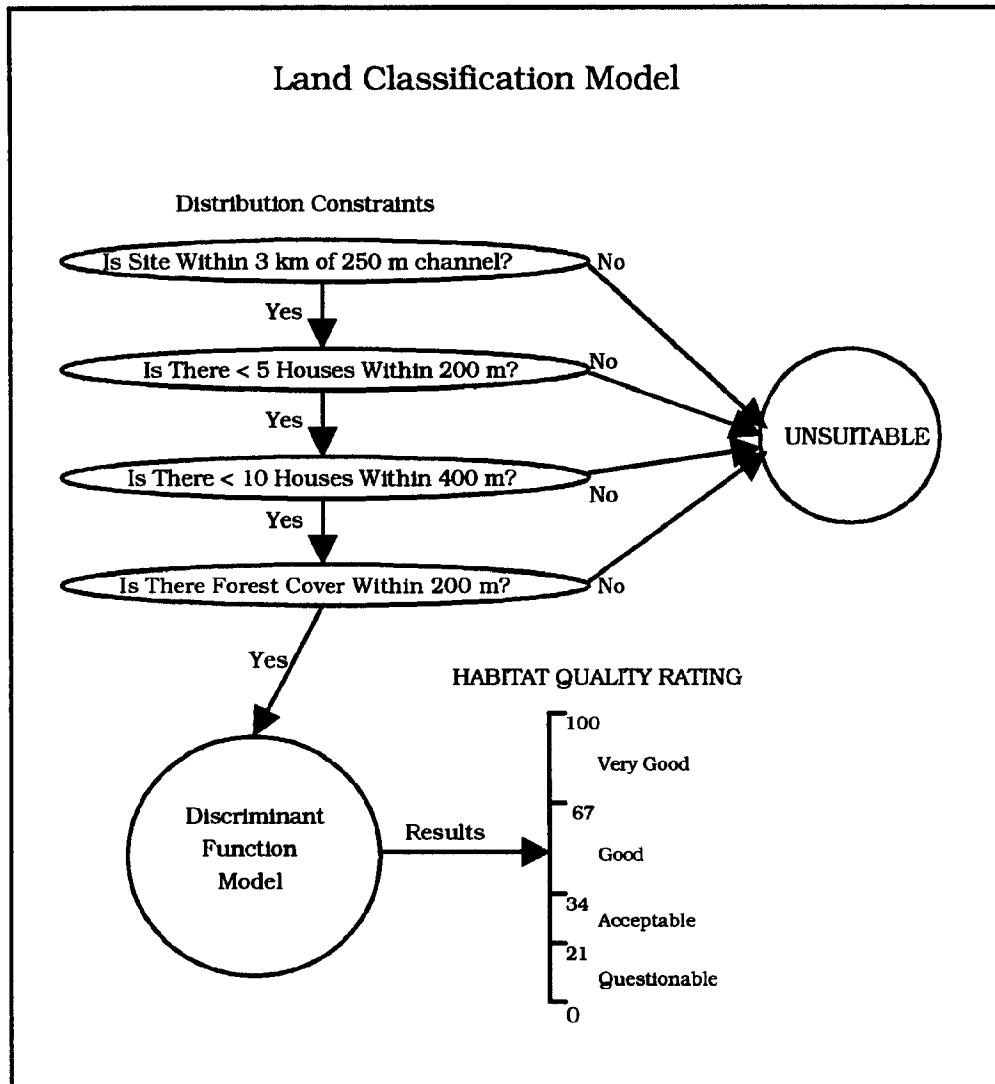 Land Classification Model
Distribution Constraints
Is Site Within 3 km of 250 m channel?
No
Yes
Is There < 5 Houses Within 200 m?
No
Yes
UNSUITABLE
Is There < 10 Houses Within 400 m?
No
Yes
Is There Forest Cover Within 200 m?
No
Yes
HABITAT QUALITY RATING
100
Very Good
67
Discriminant
Function
Model
Results
Good
34
Acceptable
21
Questionable
0